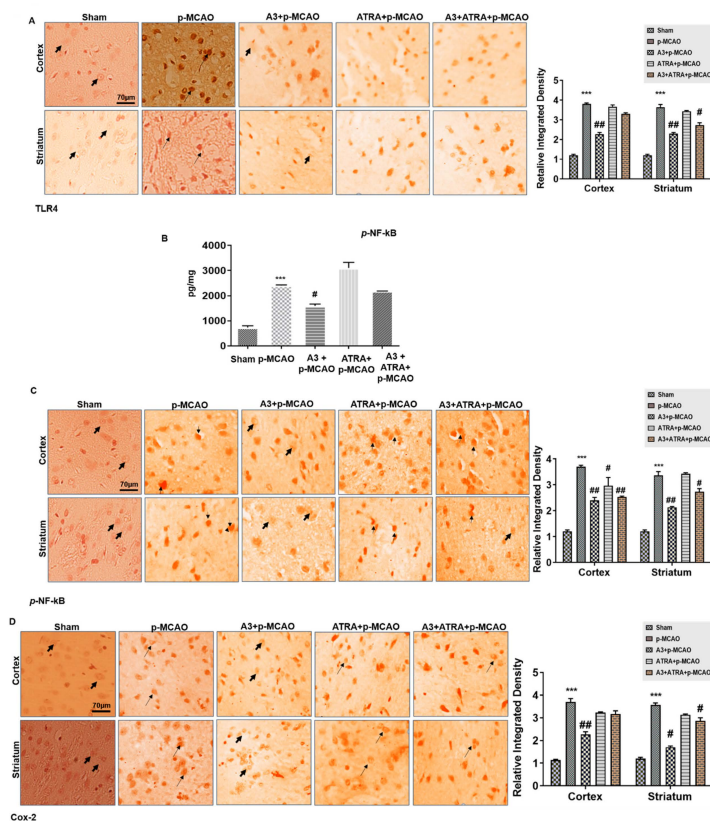 A
Sham
p-MCAO
A3+p-MCAO
ATRA+p-MCAO
A3+ATRA+p-MCAO
Cortex
70µm
Striatum
TLR4
Sham
p-MCAO
A3+p-MCAO
ATRA+p-MCAO
A3+ATRA+p-MCAO
Retalive Integrated Density
5
4
3
2
1
0
***
##
***
##
#
Cortex
Striatum
B
p-NF-kB
pg/mg
4000
3000
2000
1000
0
***
#
Sham
p-MCAO
A3 +
p-MCAO
ATRA+
p-MCAO
A3 +
ATRA+
p-MCAO
C
Sham
p-MCAO
A3+p-MCAO
ATRA+p-MCAO
A3+ATRA+p-MCAO
Cortex
70µm
Striatum
p-NF-kB
Sham
p-MCAO
A3+p-MCAO
ATRA+p-MCAO
A3+ATRA+p-MCAO
Relative Integrated Density
4
3
2
1
0
***
##
#
##
***
##
#
Cortex
Striatum
D
Sham
p-MCAO
A3+p-MCAO
ATRA+p-MCAO
A3+ATRA+p-MCAO
Cortex
70µm
Striatum
Cox-2
Sham
p-MCAO
A3+p-MCAO
ATRA+p-MCAO
A3+ATRA+p-MCAO
Relative Integrated Density
5
4
3
2
1
0
***
##
***
#
#
Cortex
Striatum